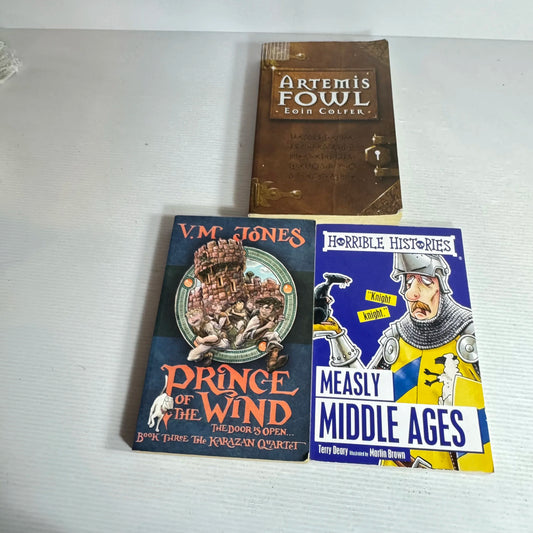 ARTEMIS
FOWL
EOIN COLFER
V.M. JONES
PRINCE
OF THE WIND
THE DOOR IS OPEN...
BOOK THREE THE KARAZAN QUARTET
HORRIBLE HISTORIES
"Knight
knight."
MEASLY
MIDDLE AGES
Terry Deary Illustrated by Martin Brown